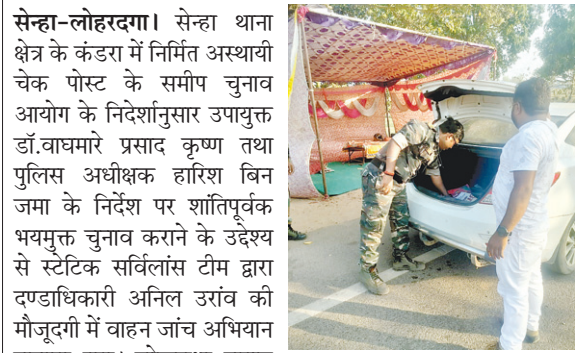 सेन्हा-लोहरदगा। सेन्हा थाना
क्षेत्र के कंडरा में निर्मित अस्थायी
चेक पोस्ट के समीप चुनाव
आयोग के निदेर्शानुसार उपायुक्त
डॉ.वाघमारे प्रसाद कृष्ण तथा
पुलिस अधीक्षक हारिश बिन
जमा के निर्देश पर शांतिपूर्वक
भयमुक्त चुनाव कराने के उद्देश्य
से स्टेटिक सर्विलांस टीम द्वारा
दण्डाधिकारी अनिल उरांव की
मौजूदगी में वाहन जांच अभियान